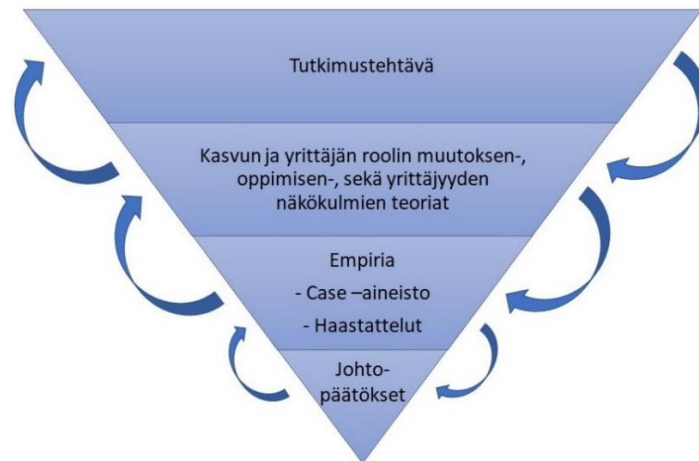 Tutkimustehtävä
Kasvun ja yrittäjän roolin muutoksen-,
oppimisen-, sekä yrittäjyyden
näkökulmien teoriat
Empiria
- Case –aineisto
- Haastattelut
Johto-
päätökset